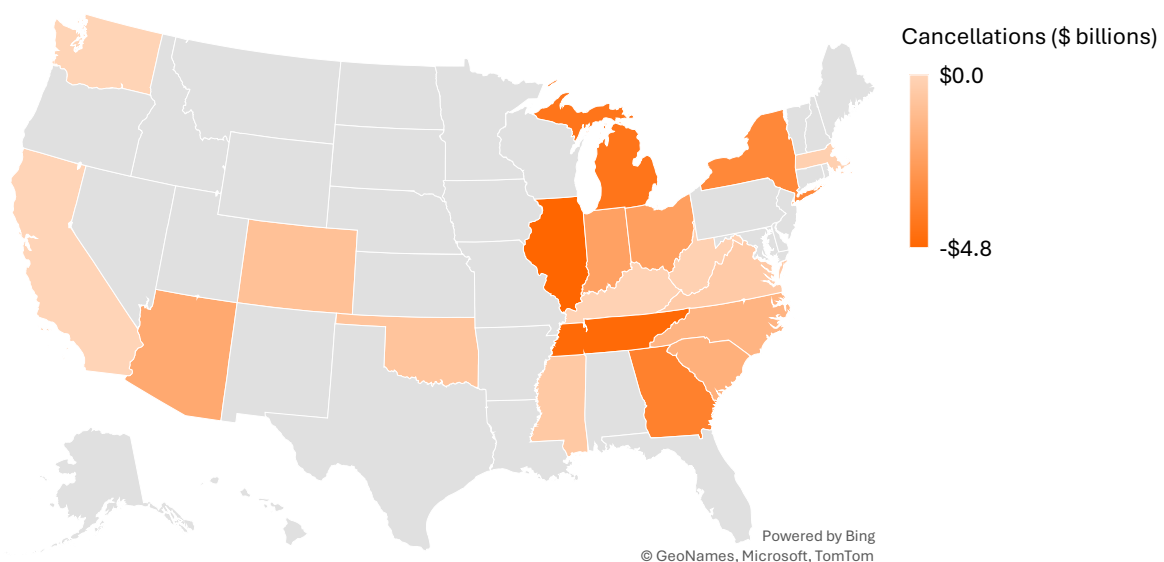 Cancellations ($ billions)
$0.0
-$4.8
Powered by Bing
© GeoNames, Microsoft, TomTom